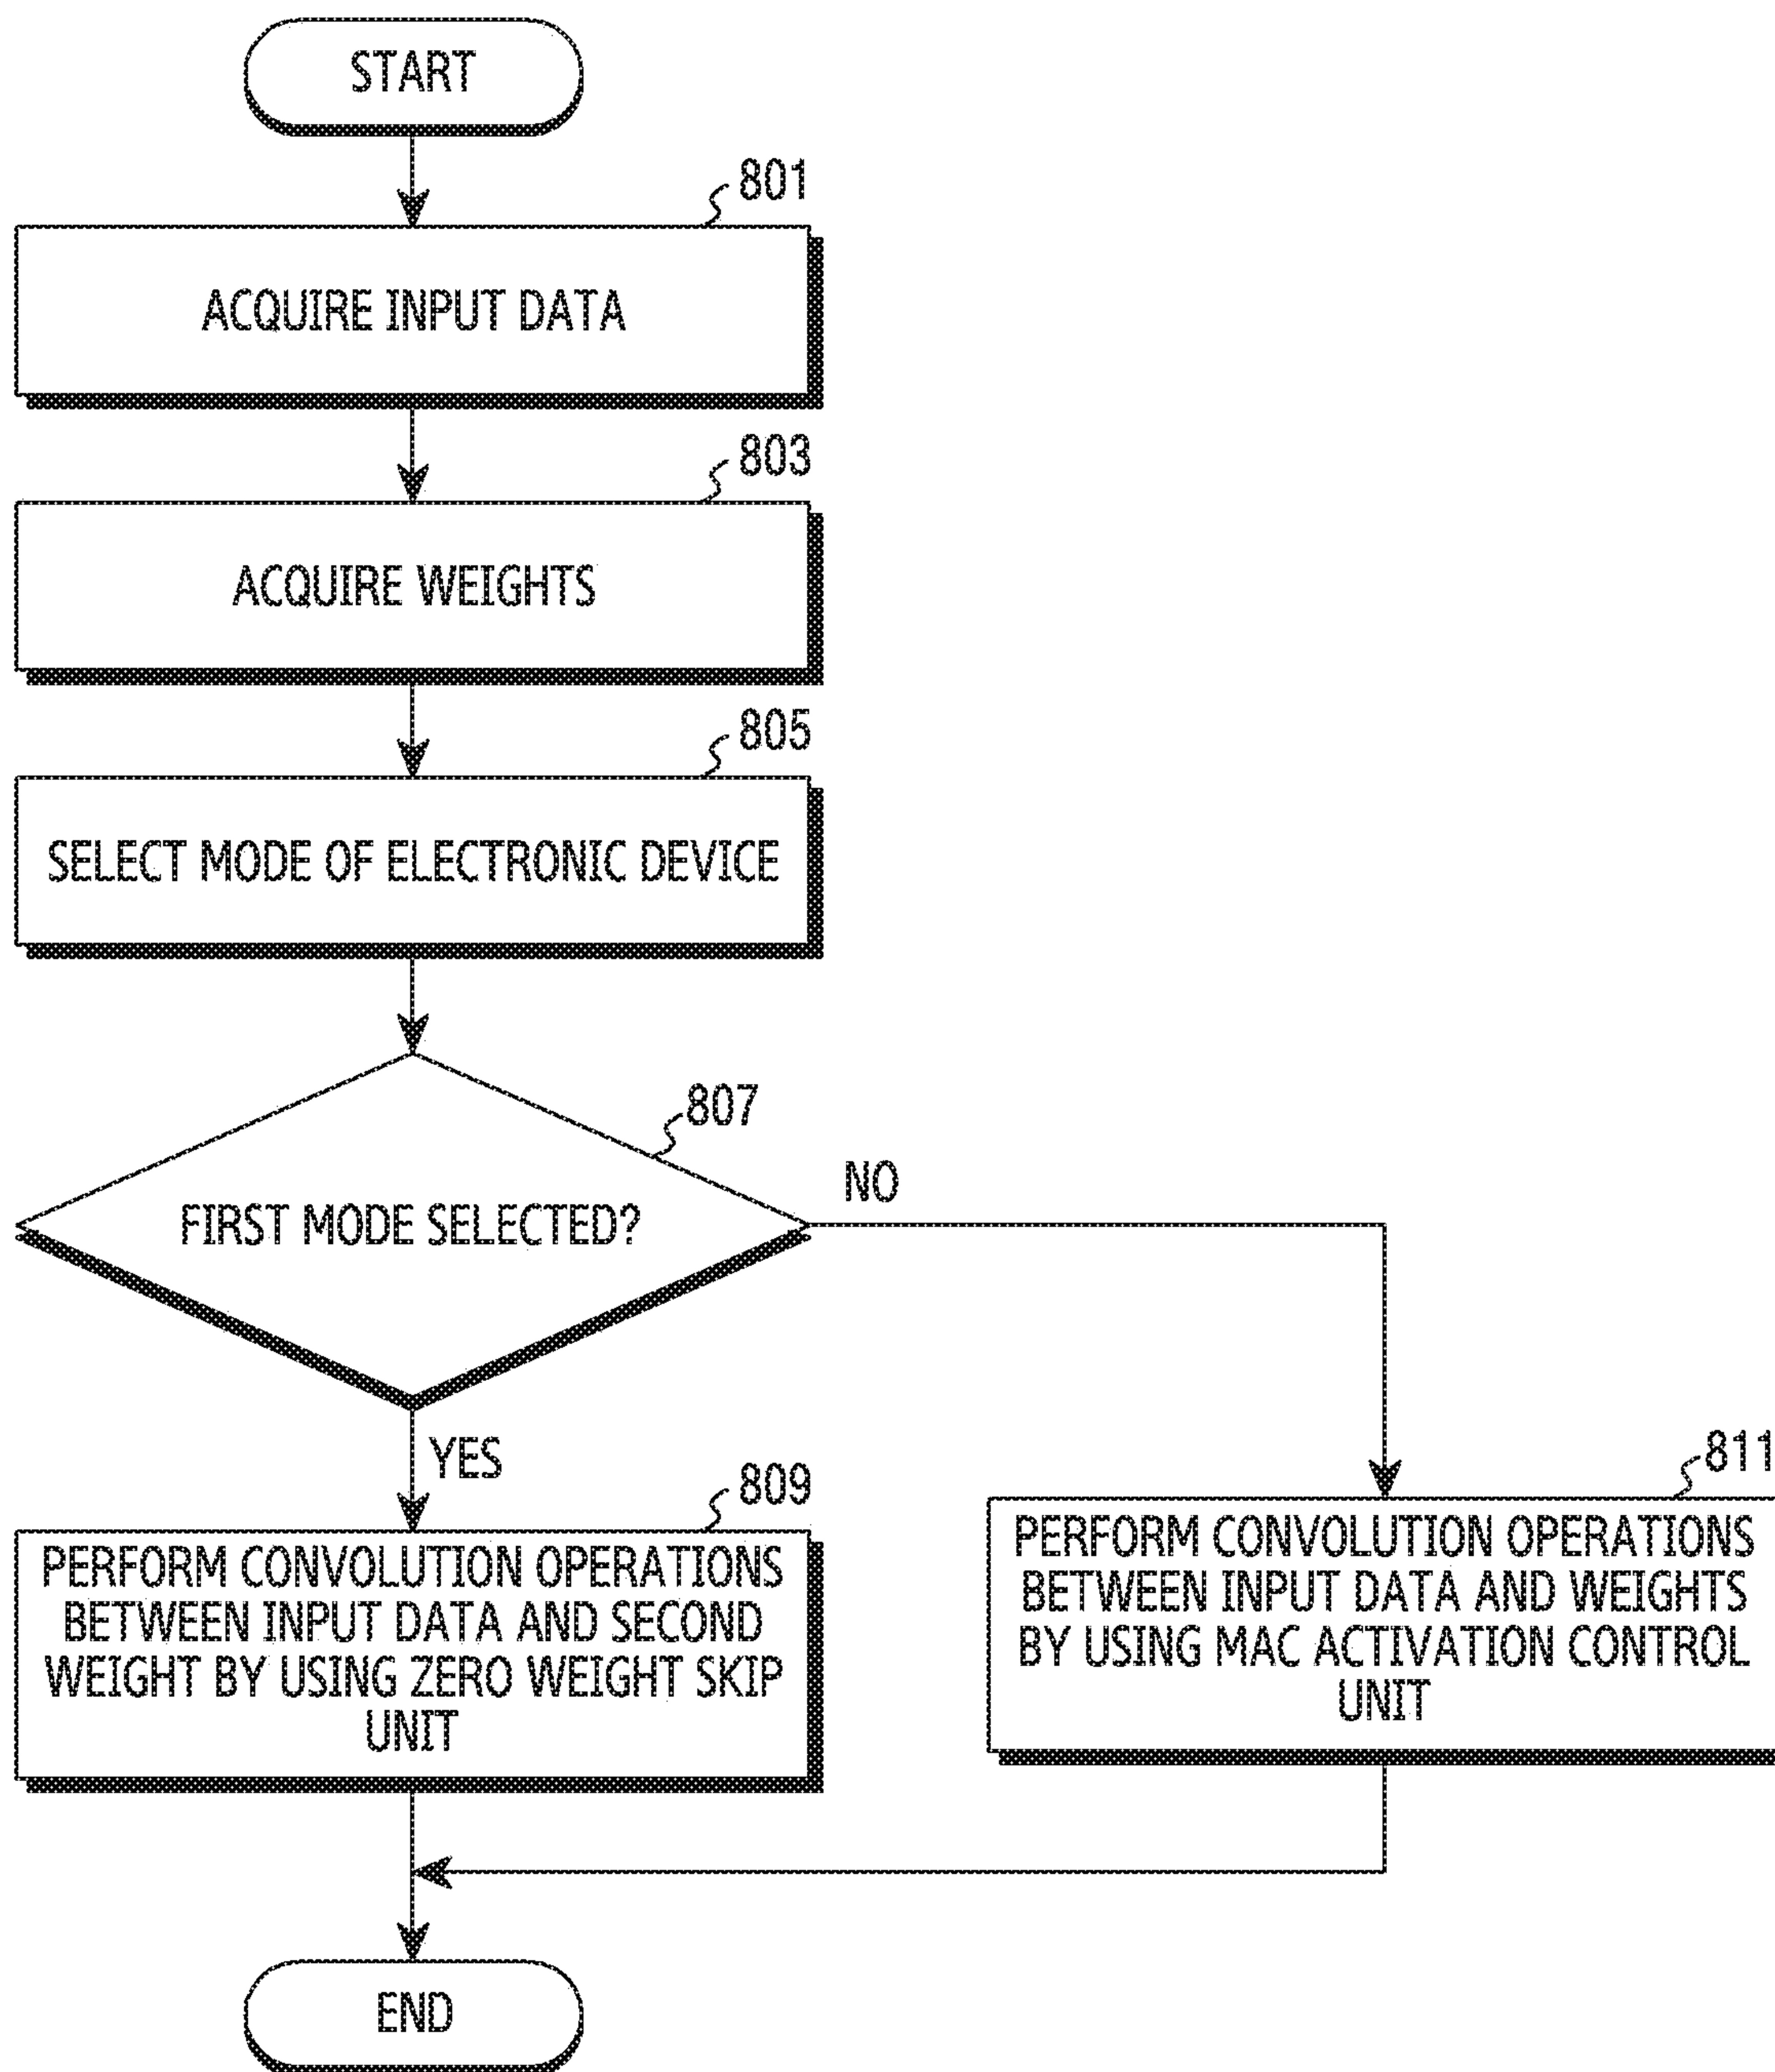 START
801
ACQUIRE INPUT DATA
803
ACQUIRE WEIGHTS
805
SELECT MODE OF ELECTRONIC DEVICE
807
FIRST MODE SELECTED?
NO
YES
809
PERFORM CONVOLUTION OPERATIONS
BETWEEN INPUT DATA AND SECOND
WEIGHT BY USING ZERO WEIGHT SKIP
UNIT
811
PERFORM CONVOLUTION OPERATIONS
BETWEEN INPUT DATA AND WEIGHTS
BY USING MAC ACTIVATION CONTROL
UNIT
END